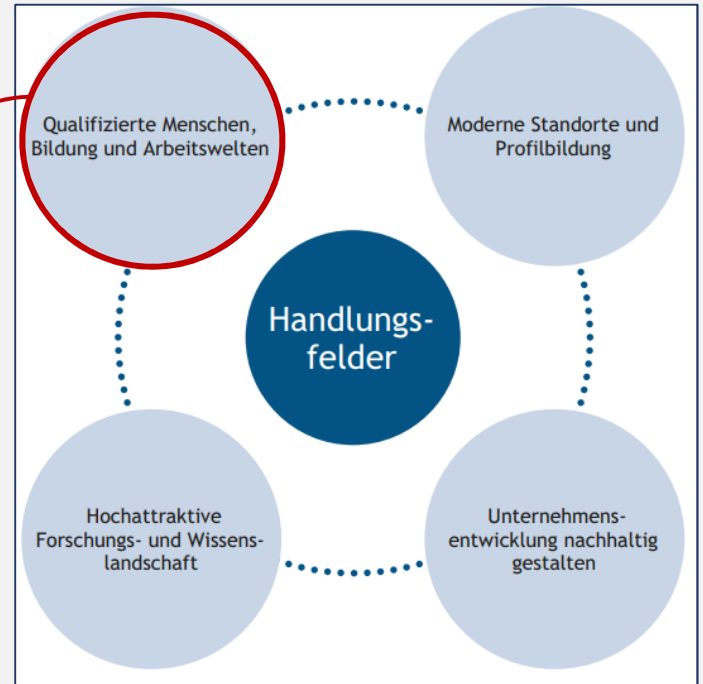 Qualifizierte Menschen,
Bildung und Arbeitswelten
Moderne Standorte und
Profilbildung
Handlungs-
felder
Hochattraktive
Forschungs- und Wissens-
landschaft
Unternehmens-
entwicklung nachhaltig
gestalten